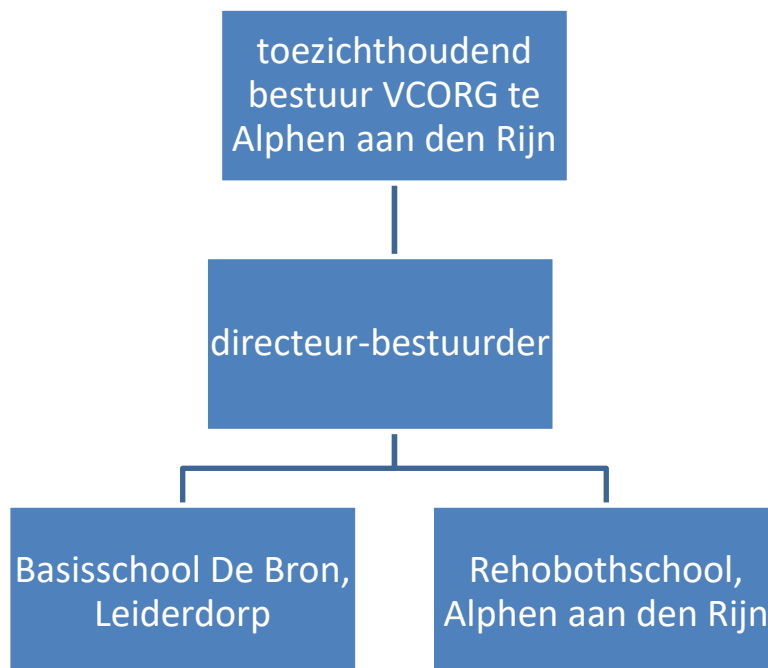 toezichthoudend
bestuur VCORG te
Alphen aan den Rijn
directeur-bestuurder
Basisschool De Bron,
Leiderdorp
Rehobothschool,
Alphen aan den Rijn